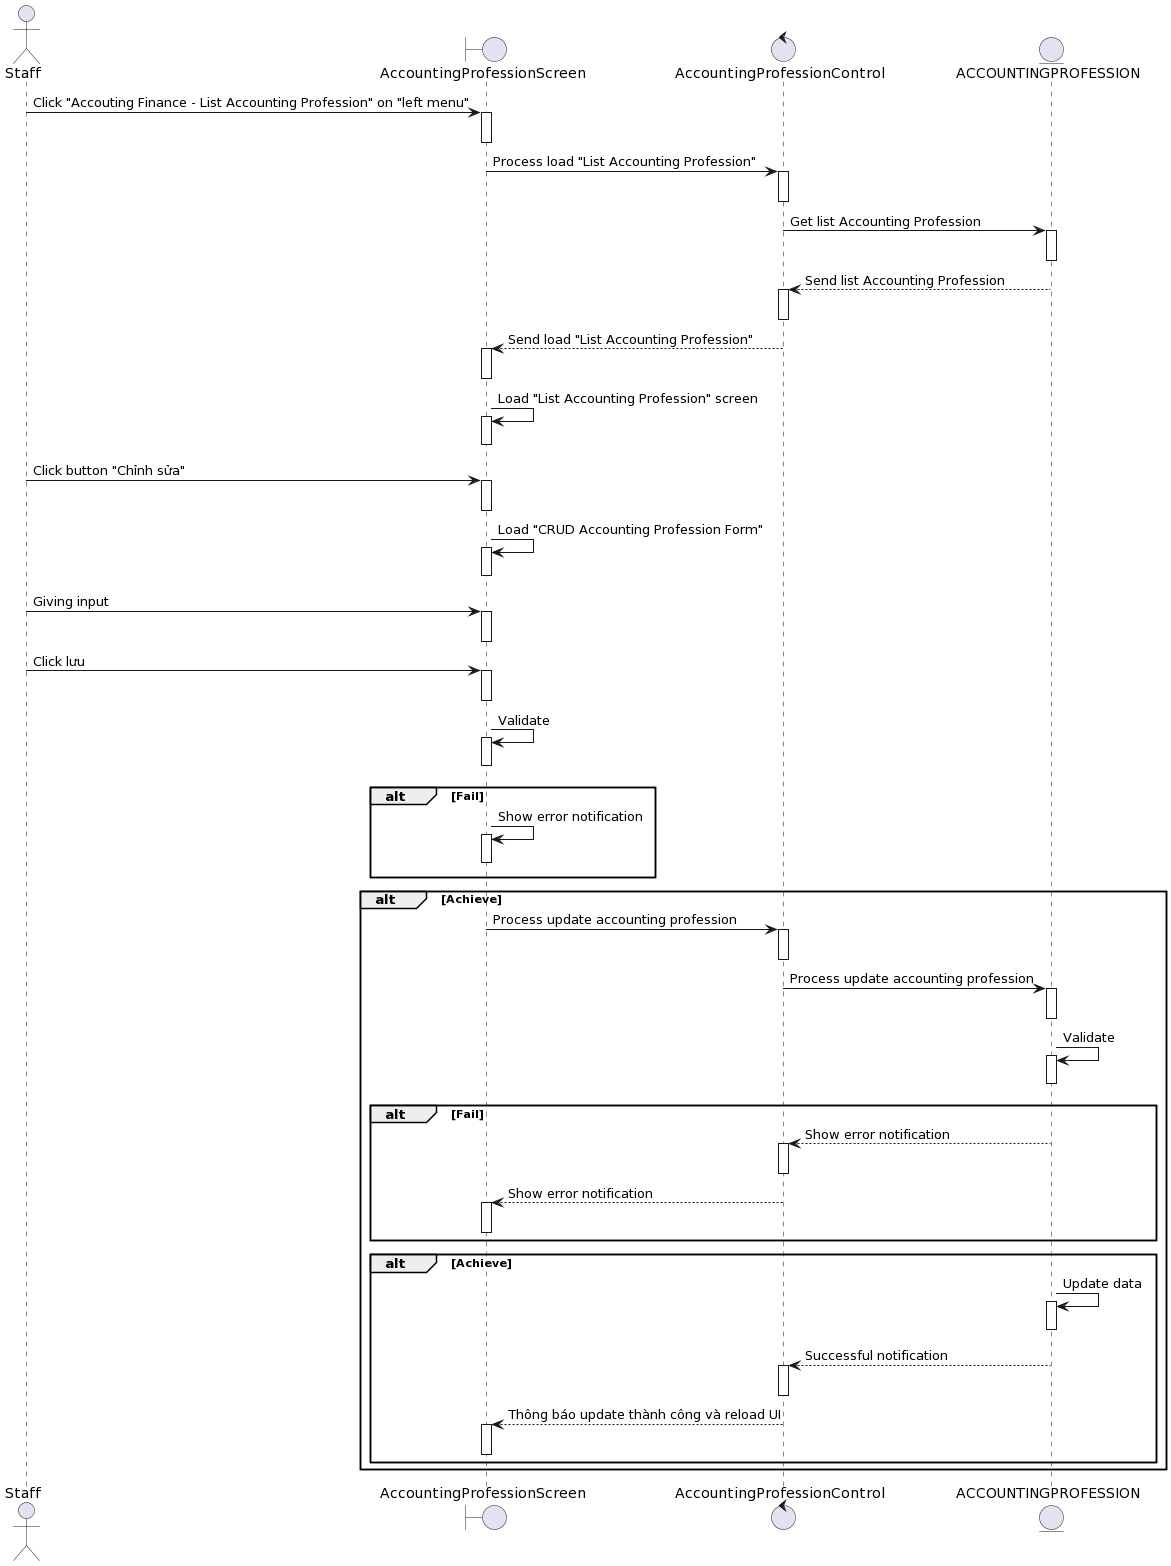 Staff
AccountingProfessionScreen
AccountingProfessionControl
ACCOUNTINGPROFESSION
Click "Accouting Finance - List Accounting Profession" on "left menu"
Process load "List Accounting Profession"
Get list Accounting Profession
Send list Accounting Profession
Send load "List Accounting Profession"
Load "List Accounting Profession" screen
Click button "Chỉnh sửa"
Load "CRUD Accounting Profession Form"
Giving input
Click lưu
Validate
alt [Fail]
Show error notification
alt [Achieve]
Process update accounting profession
Process update accounting profession
Validate
alt [Fail]
Show error notification
Show error notification
alt [Achieve]
Update data
Successful notification
Thông báo update thành công và reload UI
Staff
AccountingProfessionScreen
AccountingProfessionControl
ACCOUNTINGPROFESSION